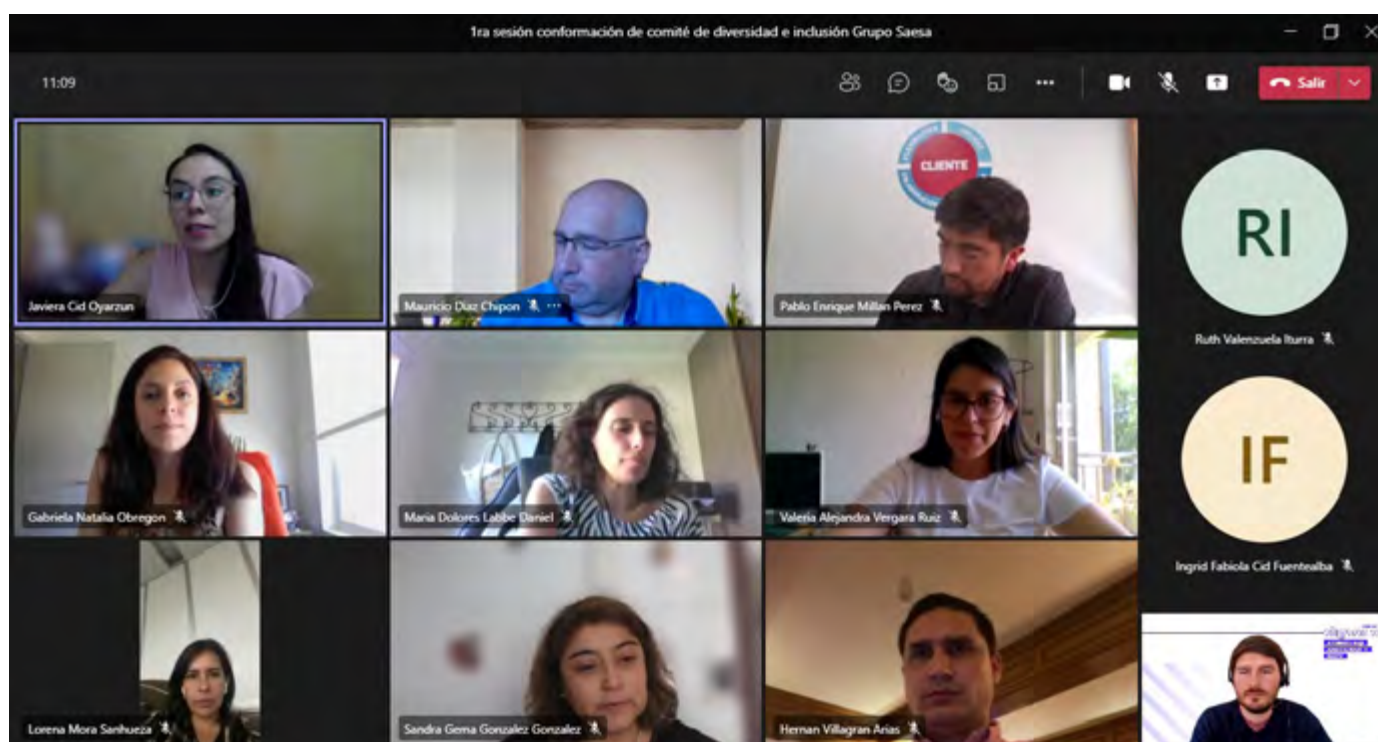 1ra sesión conformación de comité de diversidad e inclusión Grupo Saesa
11:09
Salir
CLIENTE
Javiera Cid Oyarzun
Mauricio Diaz Chipon
Pablo Enrique Millan Perez
RI
Ruth Valenzuela Iturra
Gabriela Natalia Obregon
Maria Dolores Labbe Daniel
Valeria Alejandra Vergara Ruiz
IF
Ingrid Fabiola Cid Fuentealba
Lorena Mora Sanhueza
Sandra Gema Gonzalez Gonzalez
Hernan Villagran Arias